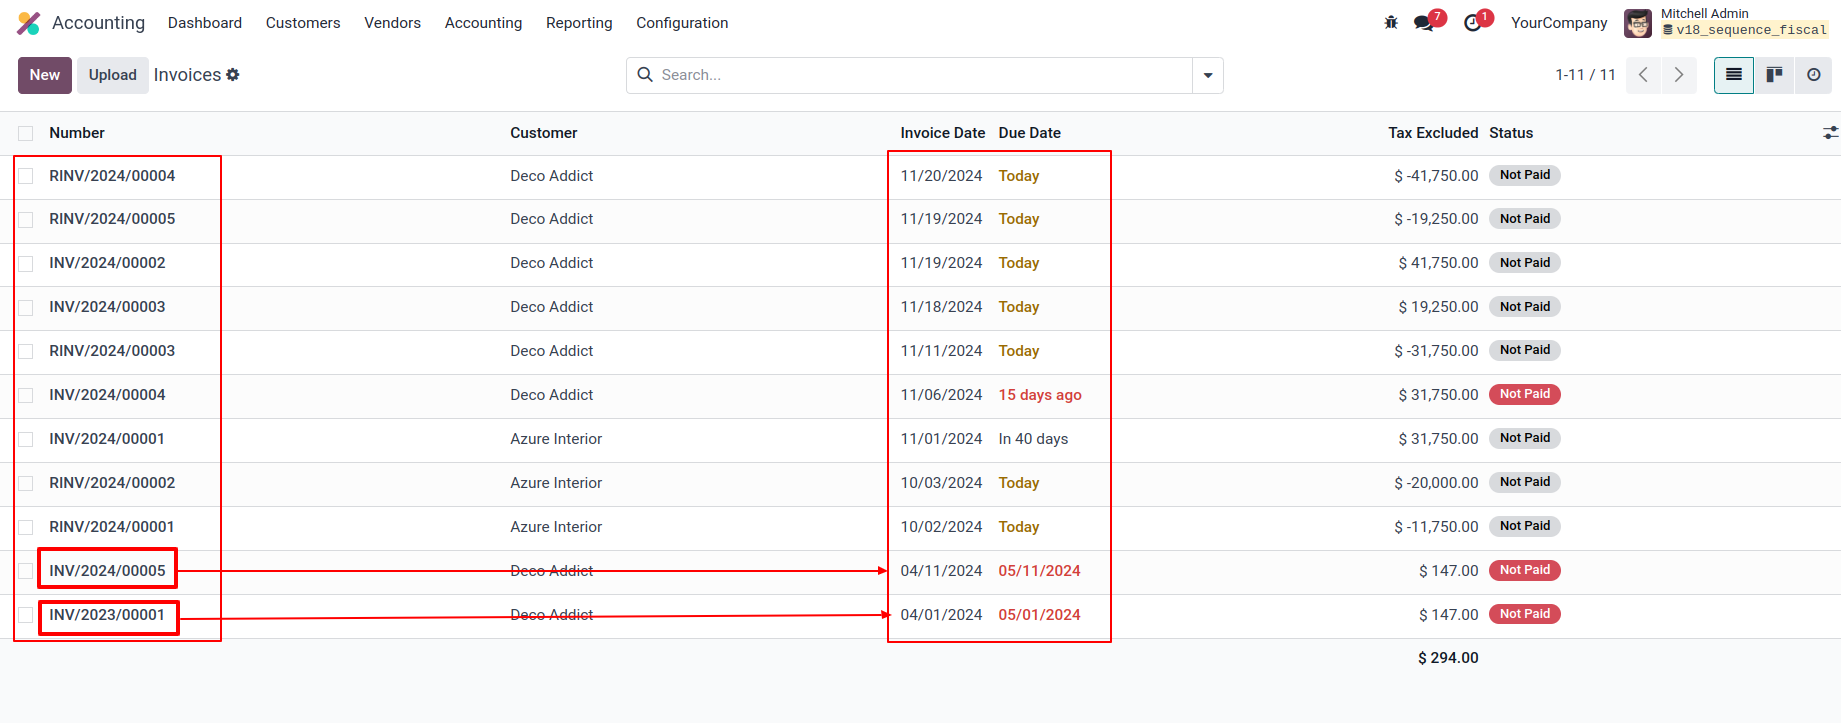 Accounting Dashboard Customers Vendors Accounting Reporting Configuration 7 1 YourCompany Mitchell Admin
v18_sequence_fiscal
New Upload Invoices Search... 1-11 / 11
Number Customer Invoice Date Due Date Tax Excluded Status
RINV/2024/00004 Deco Addict 11/20/2024 Today $ -41,750.00 Not Paid
RINV/2024/00005 Deco Addict 11/19/2024 Today $ -19,250.00 Not Paid
INV/2024/00002 Deco Addict 11/19/2024 Today $ 41,750.00 Not Paid
INV/2024/00003 Deco Addict 11/18/2024 Today $ 19,250.00 Not Paid
RINV/2024/00003 Deco Addict 11/11/2024 Today $ -31,750.00 Not Paid
INV/2024/00004 Deco Addict 11/06/2024 15 days ago $ 31,750.00 Not Paid
INV/2024/00001 Azure Interior 11/01/2024 In 40 days $ 31,750.00 Not Paid
RINV/2024/00002 Azure Interior 10/03/2024 Today $ -20,000.00 Not Paid
RINV/2024/00001 Azure Interior 10/02/2024 Today $ -11,750.00 Not Paid
INV/2024/00005 Deco Addict 04/11/2024 05/11/2024 $ 147.00 Not Paid
INV/2023/00001 Deco Addict 04/01/2024 05/01/2024 $ 147.00 Not Paid
$ 294.00